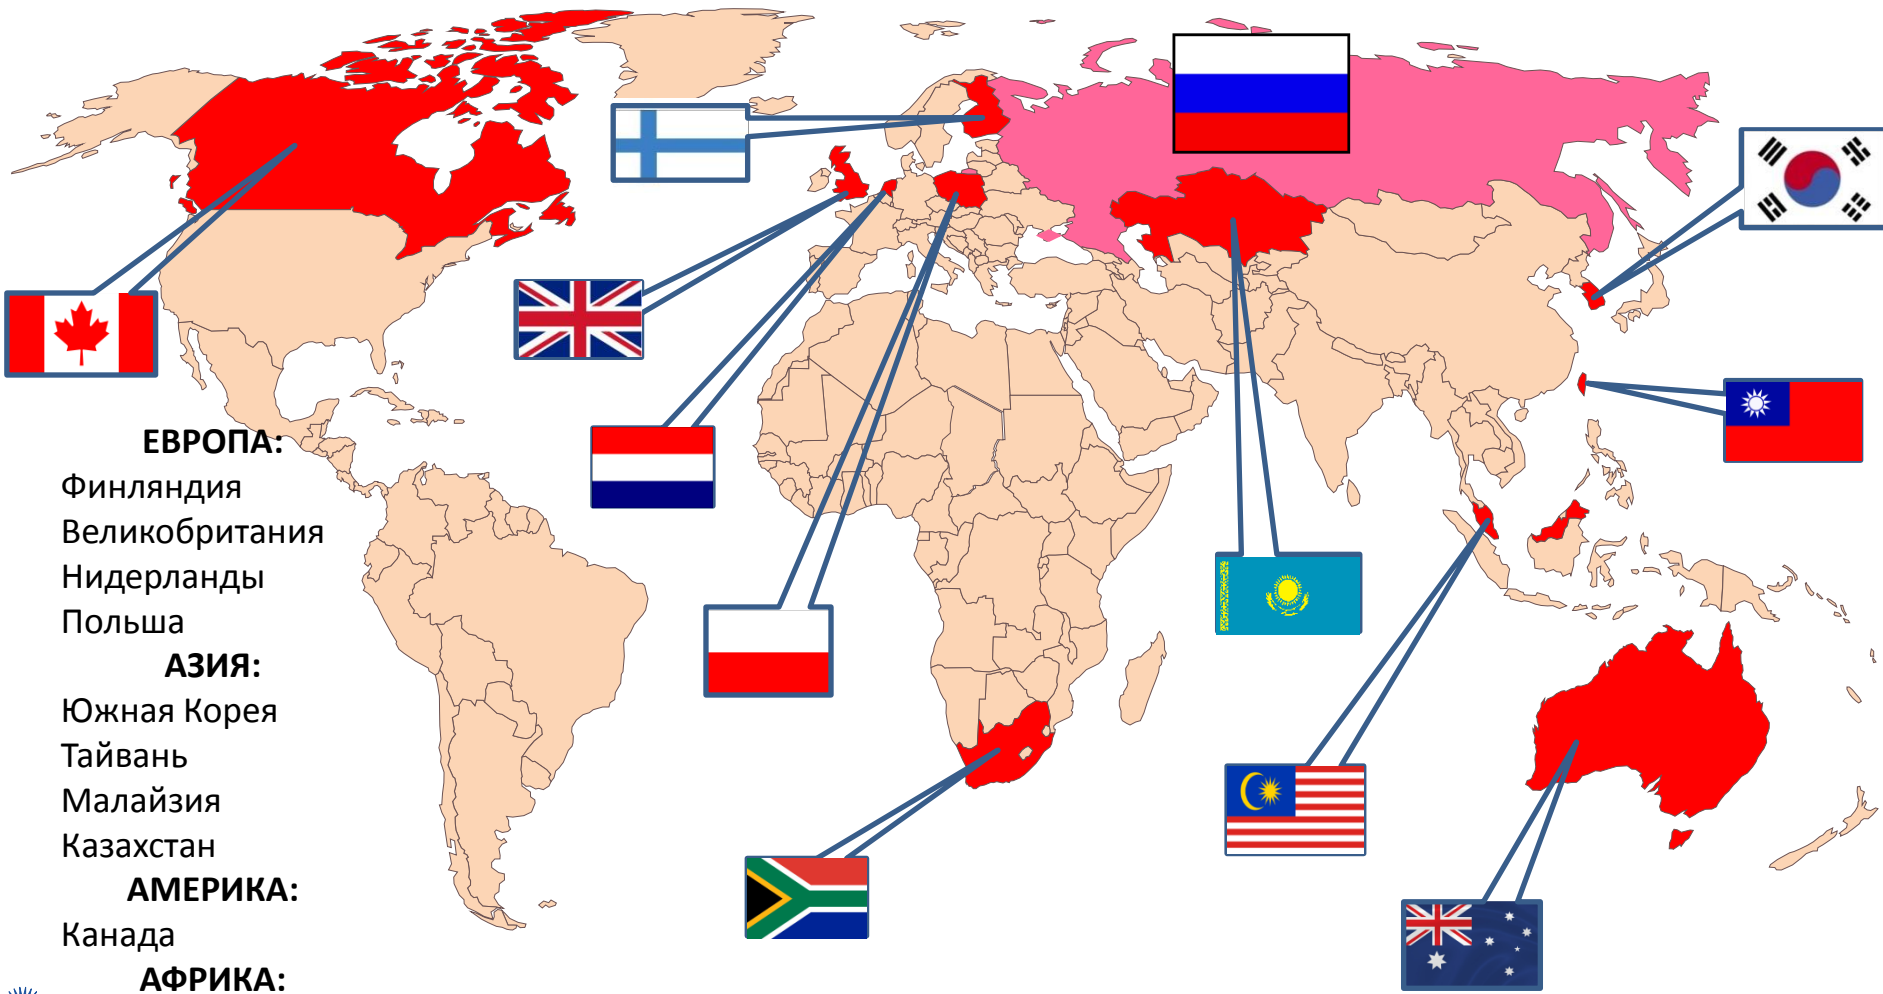 ЕВРОПА:
Финляндия
Великобритания
Нидерланды
Польша
АЗИЯ:
Южная Корея
Тайвань
Малайзия
Казахстан
АМЕРИКА:
Канада
АФРИКА: